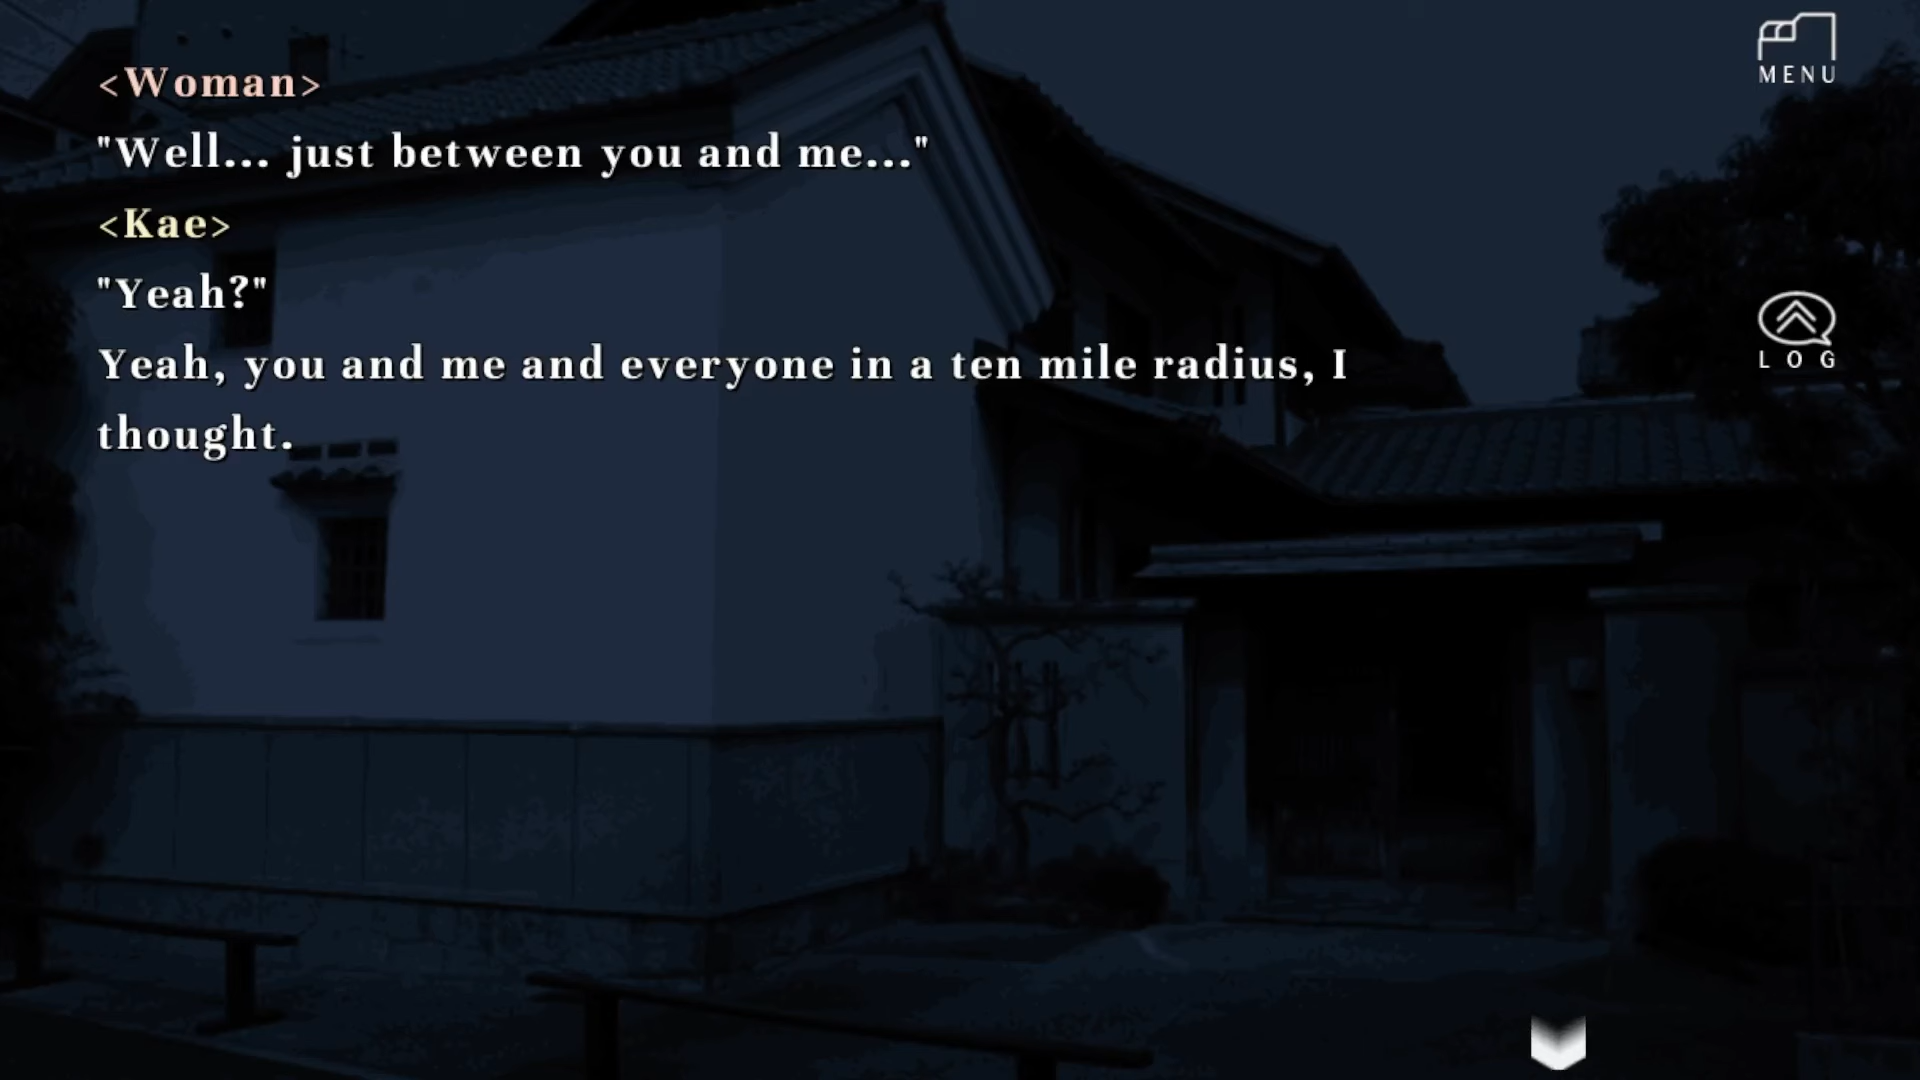 <Woman>
"Well... just between you and me..."
<Kae>
"Yeah?"
Yeah, you and me and everyone in a ten mile radius, I
thought.
MENU
LOG